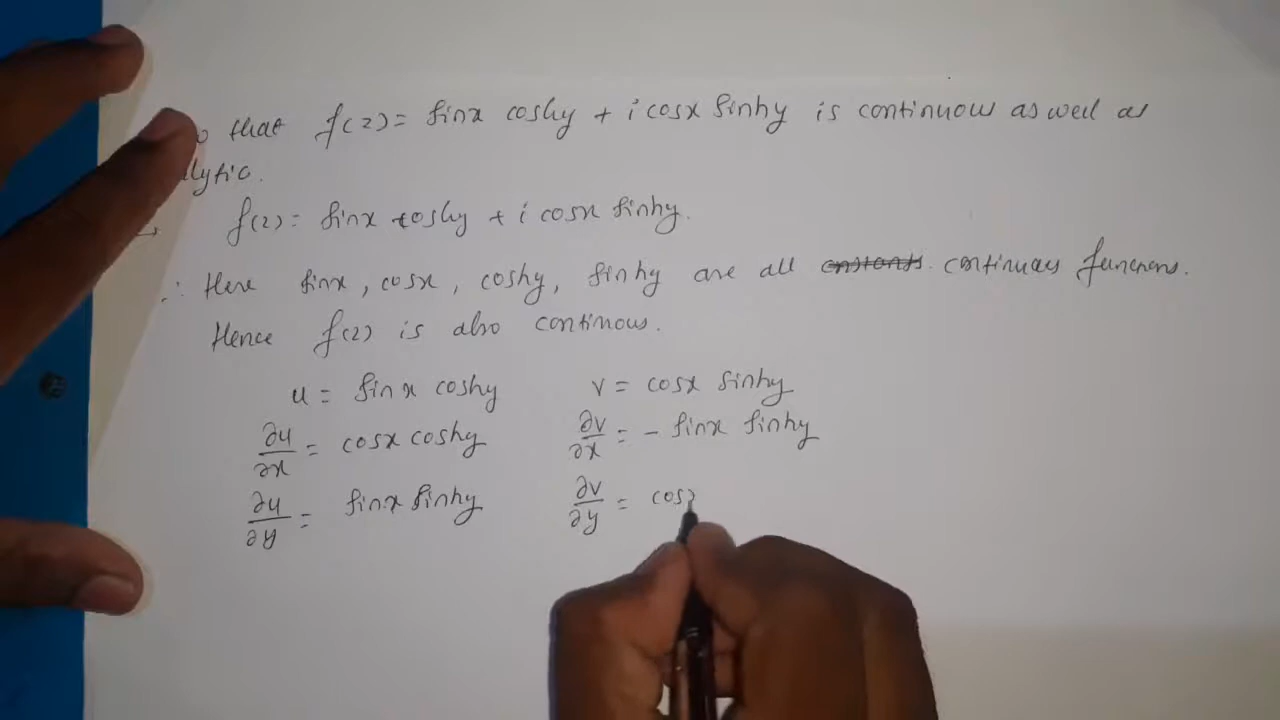 that f(z) = sinx coshy + i cosx sinhy is continuous as well as
lytic.
f(z) = sinx coshy + i cosx sinhy.
∴ Here sinx, cosx, coshy, sinhy are all continuous functions.
Hence f(z) is also continuous.
u = sinx coshy v = cosx sinhy
∂u/∂x = cosx coshy ∂v/∂x = - sinx sinhy
∂u/∂y = sinx sinhy ∂v/∂y = cosx